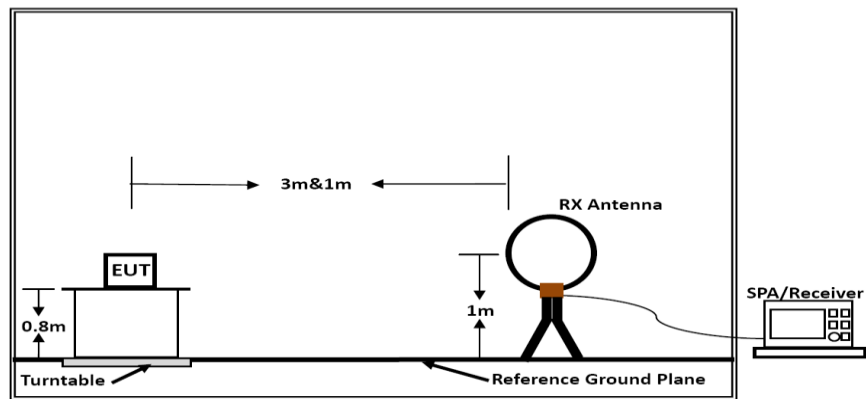 3m&1m
RX Antenna
EUT
SPA/Receiver
0.8m
1m
Turntable
Reference Ground Plane